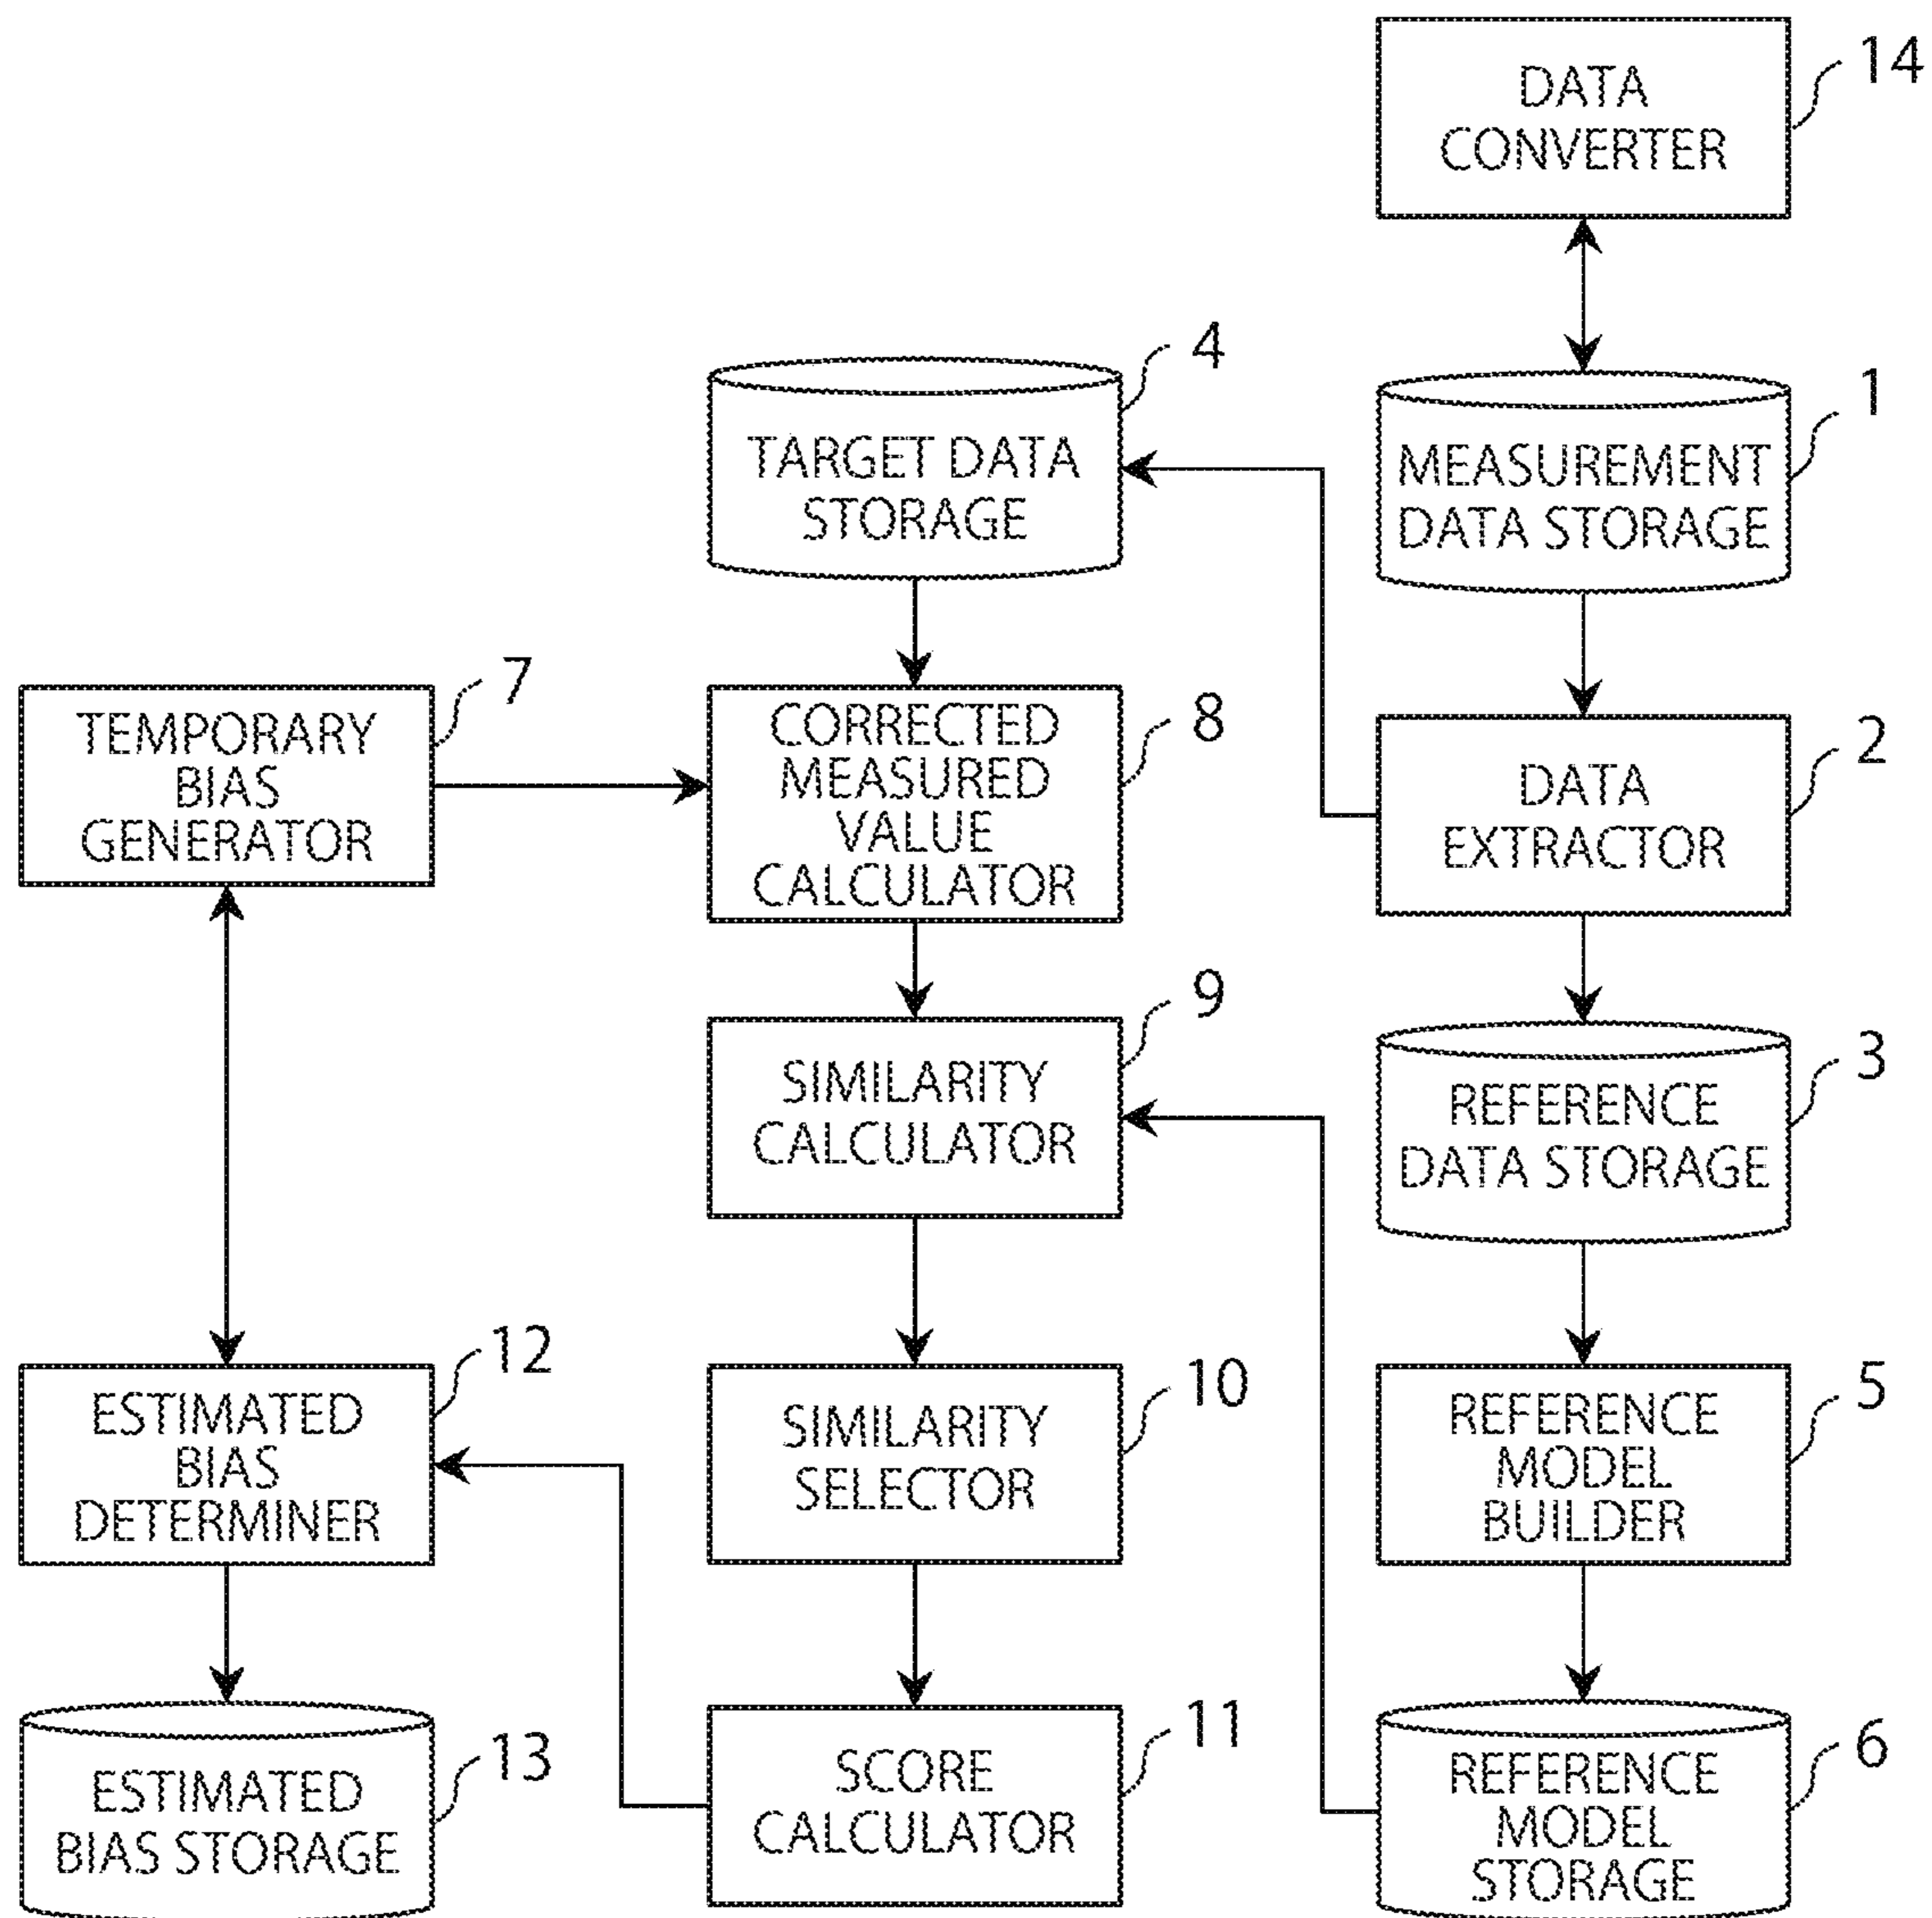 DATA
CONVERTER
14
4
TARGET DATA
STORAGE
1
MEASUREMENT
DATA STORAGE
7
TEMPORARY
BIAS
GENERATOR
8
CORRECTED
MEASURED
VALUE
CALCULATOR
2
DATA
EXTRACTOR
9
SIMILARITY
CALCULATOR
3
REFERENCE
DATA STORAGE
12
ESTIMATED
BIAS
DETERMINER
10
SIMILARITY
SELECTOR
5
REFERENCE
MODEL
BUILDER
13
ESTIMATED
BIAS STORAGE
11
SCORE
CALCULATOR
6
REFERENCE
MODEL
STORAGE